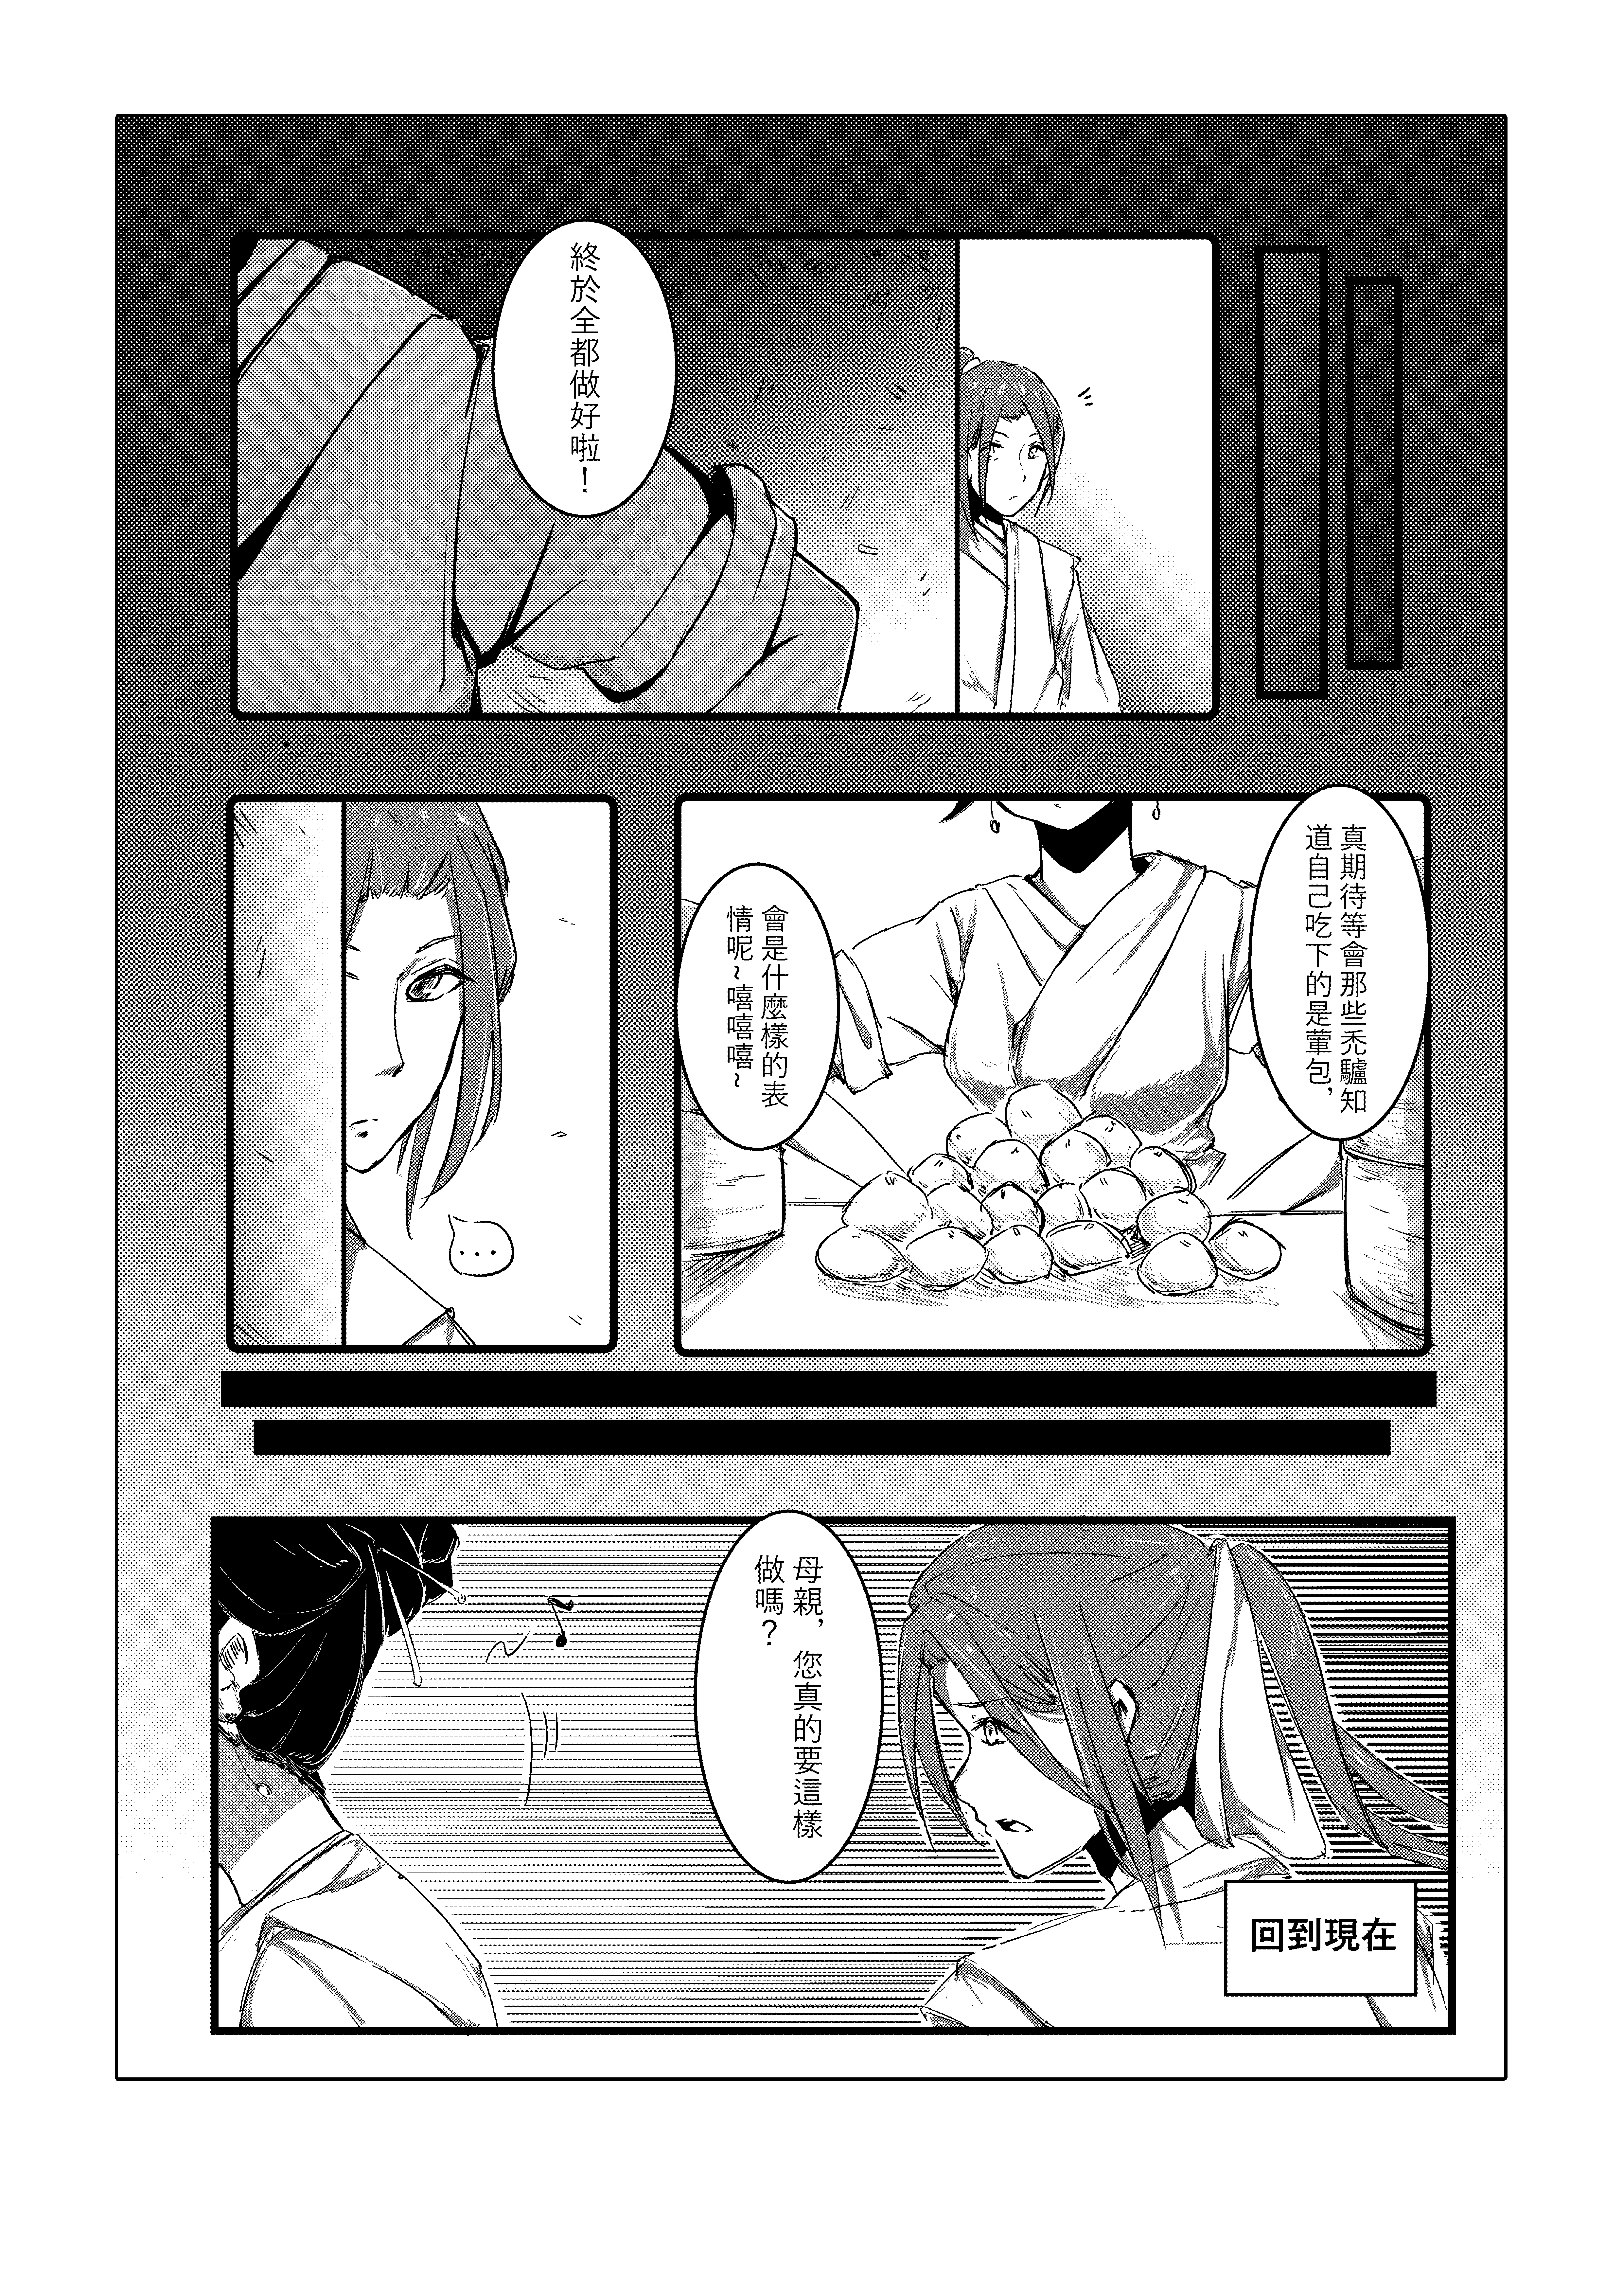 終於全都做好啦！
真期待等會那些禿驢知
道自己吃下的是葷包，
會是什麼樣的表
情呢~嘻嘻嘻~
...
母親，您真的要這樣
做嗎？
回到現在